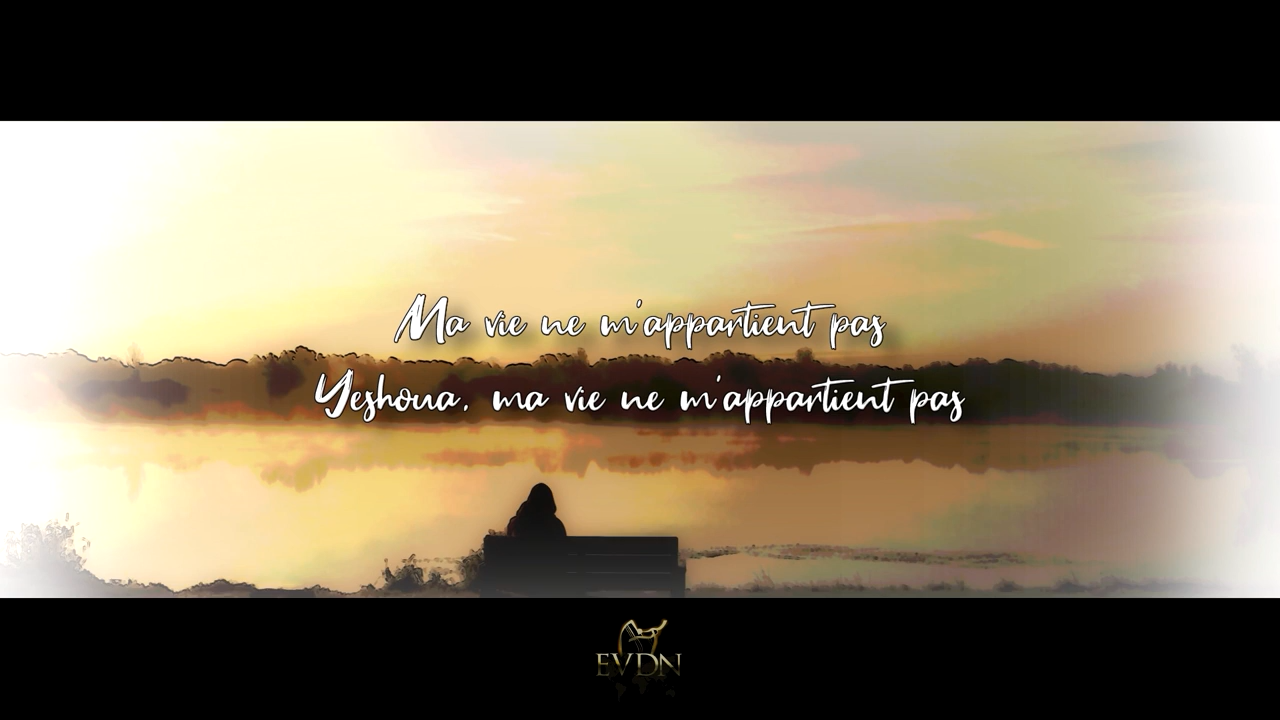 Ma vie ne m'appartient pas
Yeshoua, ma vie ne m'appartient pas
EVDN